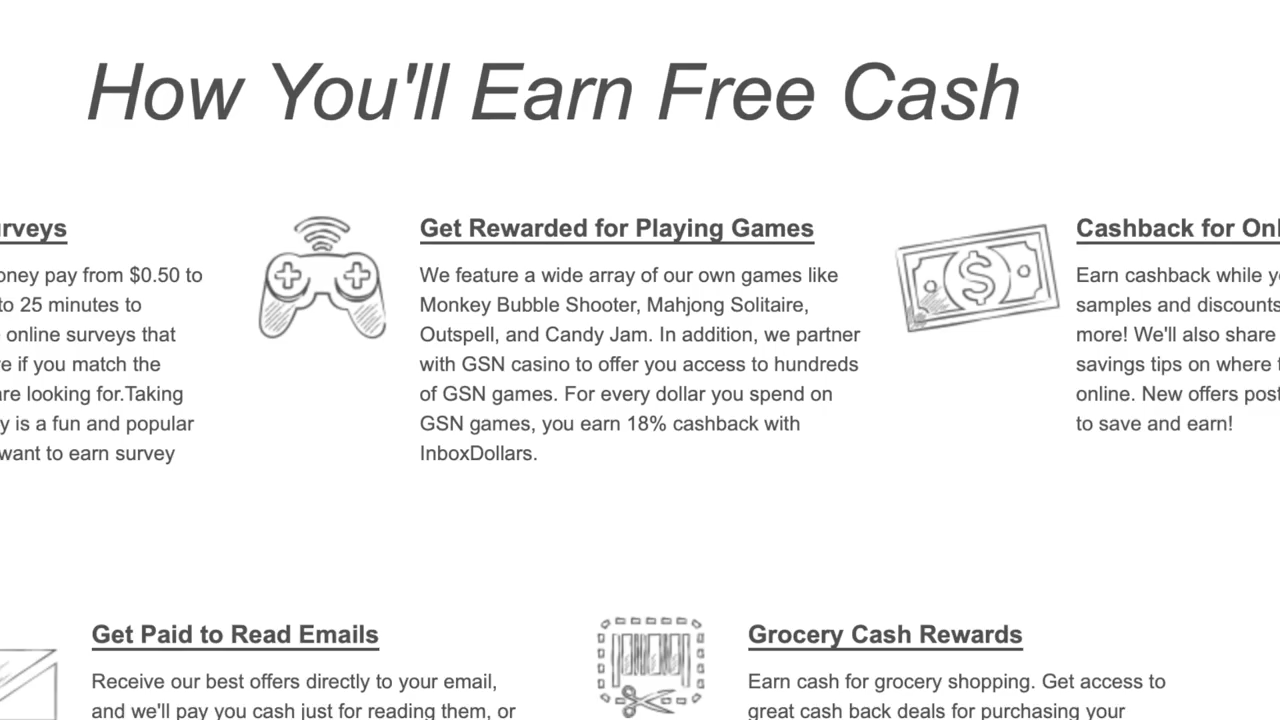 How You'll Earn Free Cash
urveys
oney pay from $0.50 to
to 25 minutes to
online surveys that
re if you match the
are looking for.Taking
y is a fun and popular
want to earn survey
Get Rewarded for Playing Games
We feature a wide array of our own games like
Monkey Bubble Shooter, Mahjong Solitaire,
Outspell, and Candy Jam. In addition, we partner
with GSN casino to offer you access to hundreds
of GSN games. For every dollar you spend on
GSN games, you earn 18% cashback with
InboxDollars.
Cashback for Onl
Earn cashback while y
samples and discounts
more! We'll also share
savings tips on where
online. New offers post
to save and earn!
Get Paid to Read Emails
Receive our best offers directly to your email,
and we'll pay you cash just for reading them, or
Grocery Cash Rewards
Earn cash for grocery shopping. Get access to
great cash back deals for purchasing your